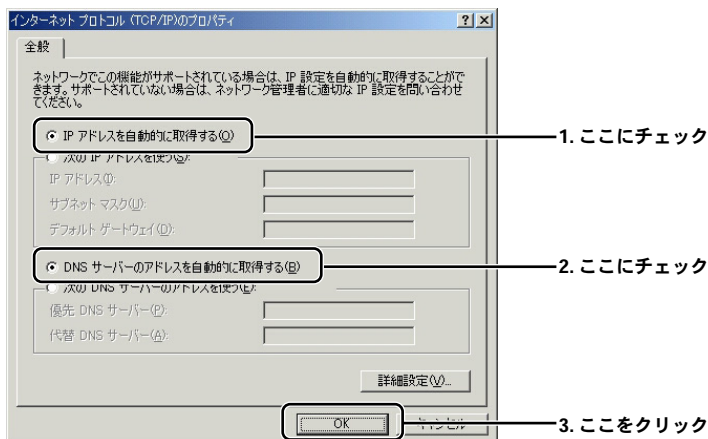 インターネット プロトコル (TCP/IP)のプロパティ
全般
ネットワークでこの機能がサポートされている場合は、IP 設定を自動的に取得することがで
きます。サポートされていない場合は、ネットワーク管理者に適切な IP 設定を問い合わせ
てください。
IP アドレスを自動的に取得する(O)
1. ここにチェック
次の IP アドレスを使う(S):
IP アドレス(I):
サブネット マスク(U):
デフォルト ゲートウェイ(D):
DNS サーバーのアドレスを自動的に取得する(B)
2. ここにチェック
次の DNS サーバーのアドレスを使う(E):
優先 DNS サーバー(P):
代替 DNS サーバー(A):
詳細設定(V)...
OK
キャンセル
3. ここをクリック